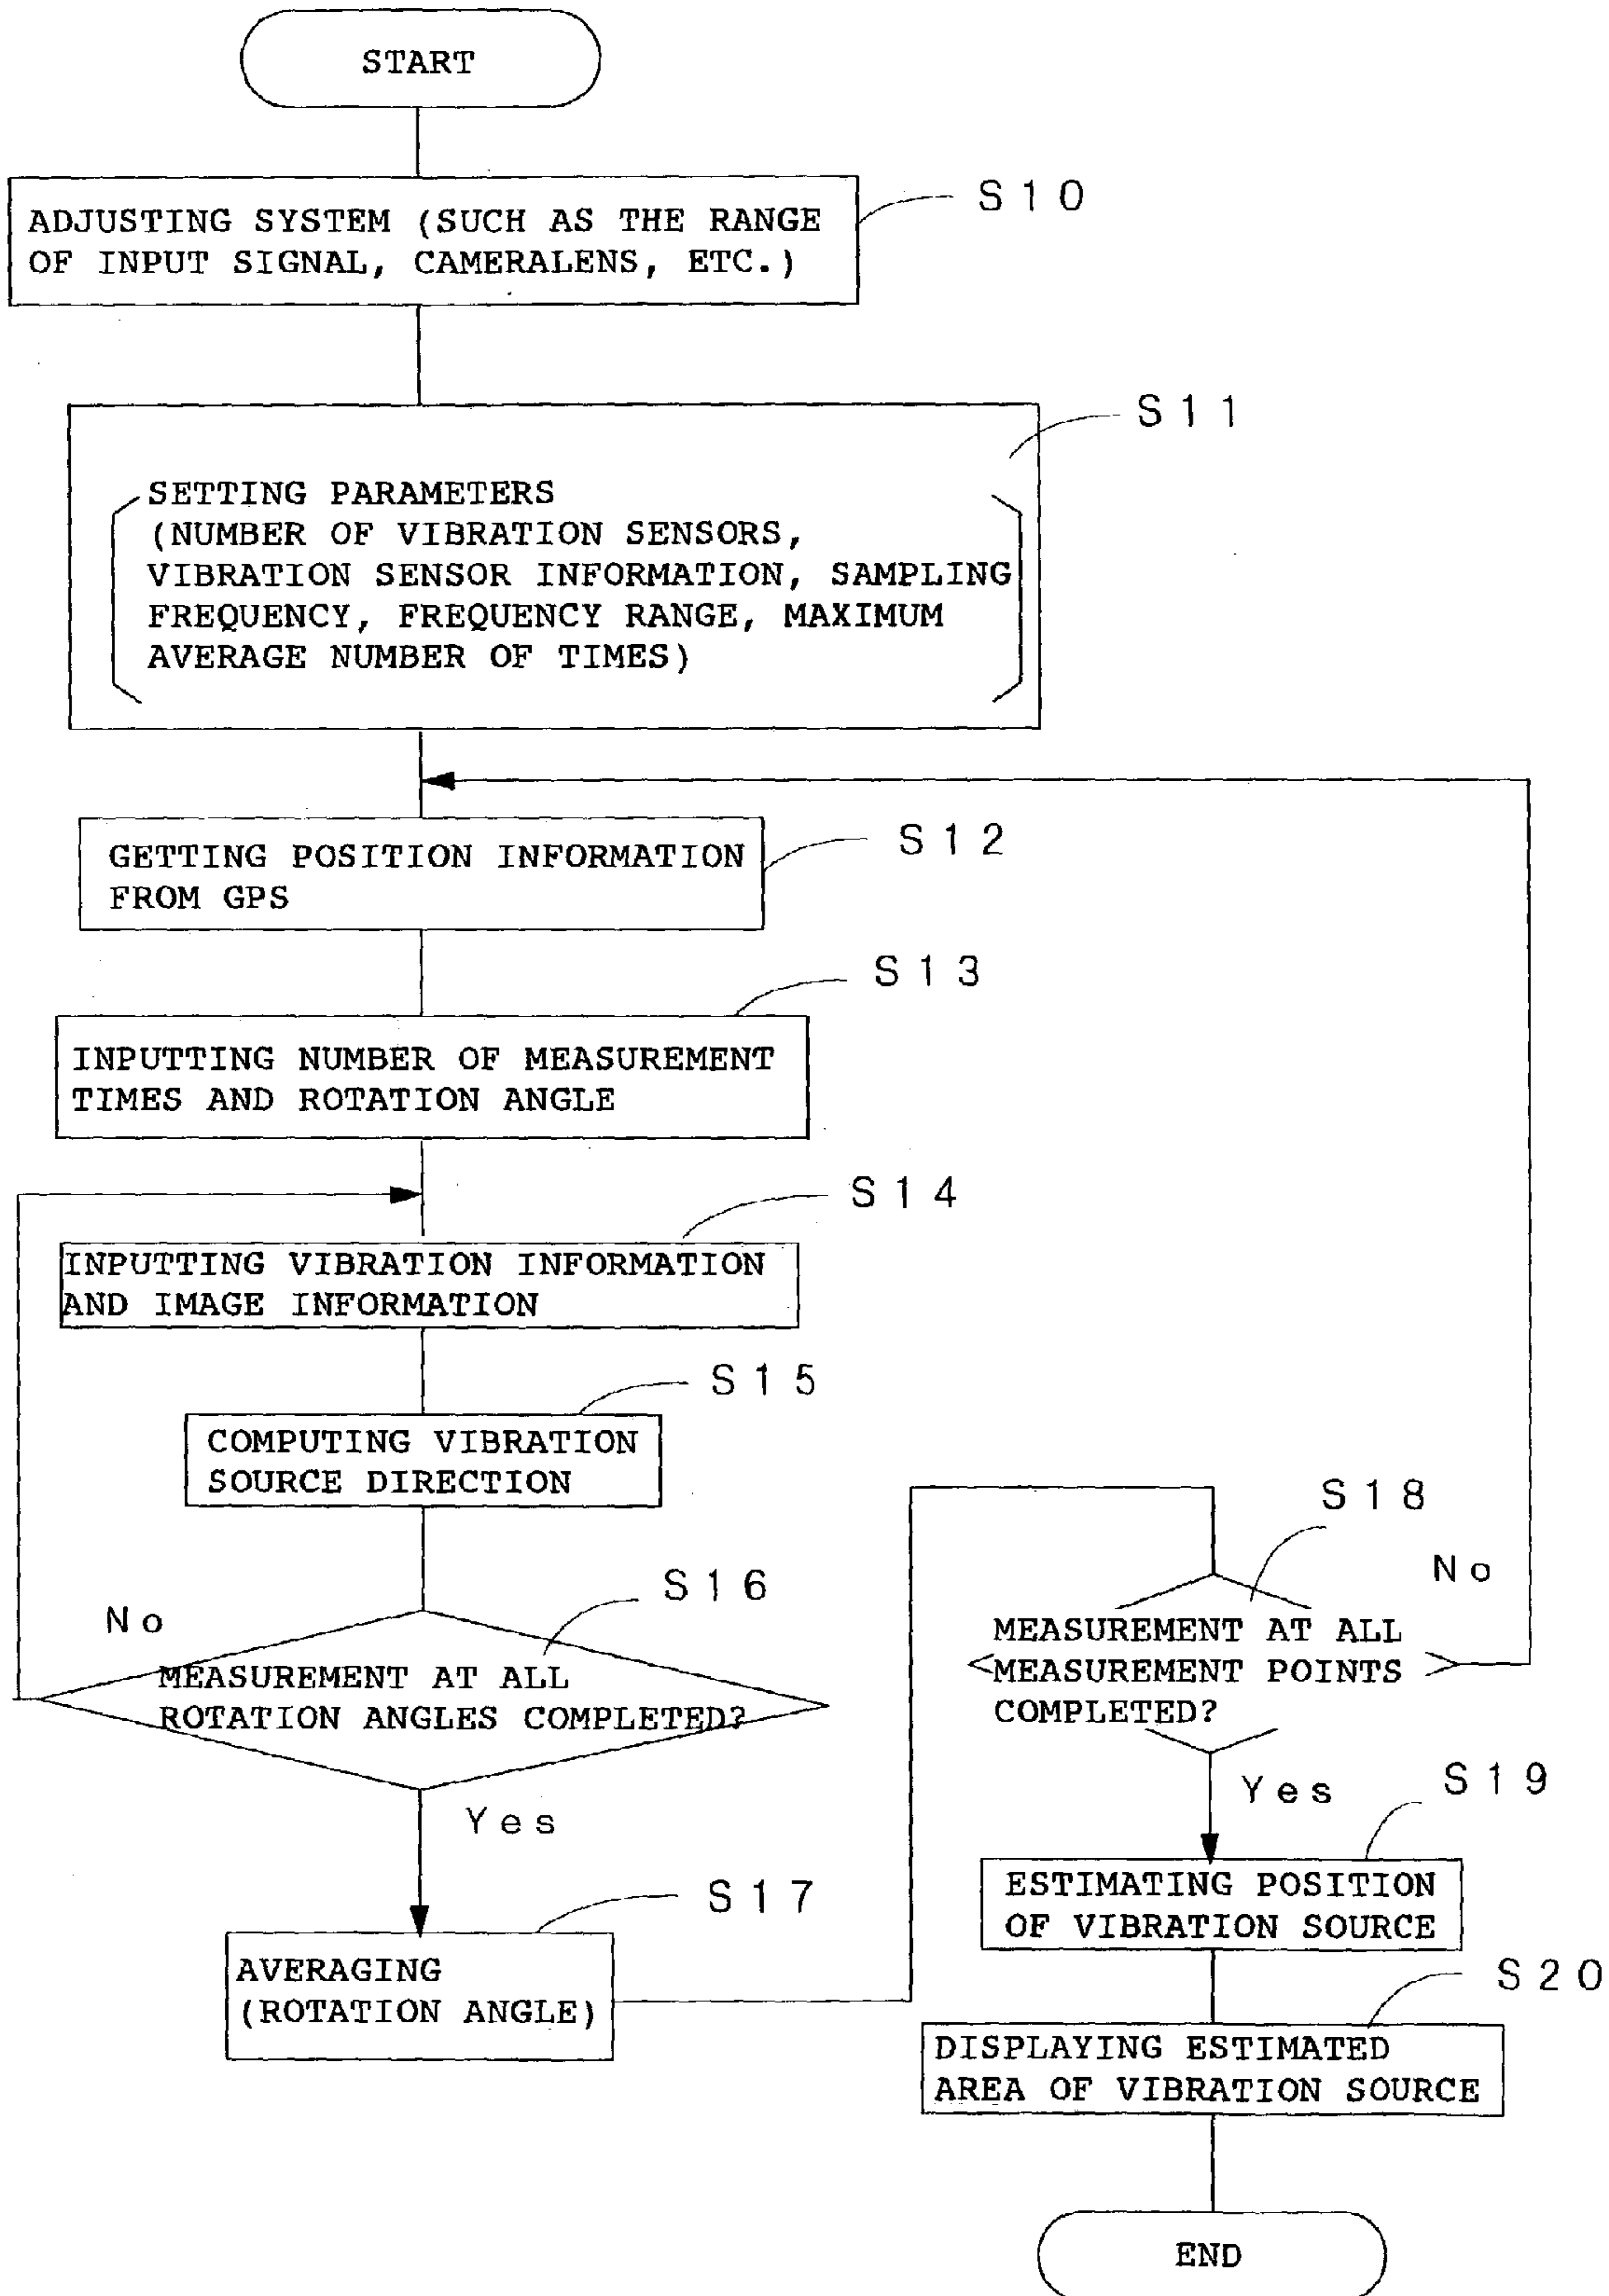 START
S10
ADJUSTING SYSTEM (SUCH AS THE RANGE
OF INPUT SIGNAL, CAMERALENS, ETC.)
S11
SETTING PARAMETERS
(NUMBER OF VIBRATION SENSORS,
VIBRATION SENSOR INFORMATION, SAMPLING
FREQUENCY, FREQUENCY RANGE, MAXIMUM
AVERAGE NUMBER OF TIMES)
S12
GETTING POSITION INFORMATION
FROM GPS
S13
INPUTTING NUMBER OF MEASUREMENT
TIMES AND ROTATION ANGLE
S14
INPUTTING VIBRATION INFORMATION
AND IMAGE INFORMATION
S15
COMPUTING VIBRATION
SOURCE DIRECTION
S16
No
MEASUREMENT AT ALL
ROTATION ANGLES COMPLETED?
Yes
S17
AVERAGING
(ROTATION ANGLE)
S18
No
MEASUREMENT AT ALL
MEASUREMENT POINTS
COMPLETED?
Yes
S19
ESTIMATING POSITION
OF VIBRATION SOURCE
S20
DISPLAYING ESTIMATED
AREA OF VIBRATION SOURCE
END